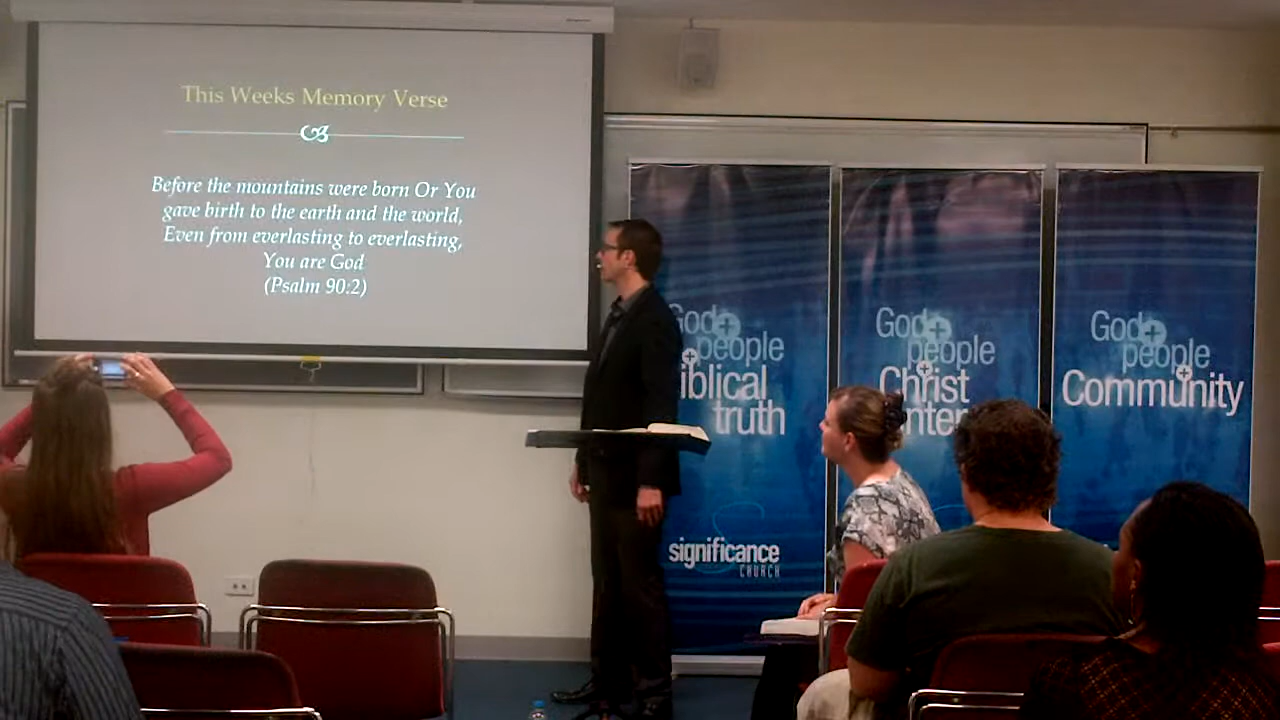 This Weeks Memory Verse
Before the mountains were born Or You
gave birth to the earth and the world,
Even from everlasting to everlasting,
You are God
(Psalm 90:2)
God+
people
+
iblical
truth
significance
CHURCH
God+
people
+
Christ
nter
God+
people
+
Community